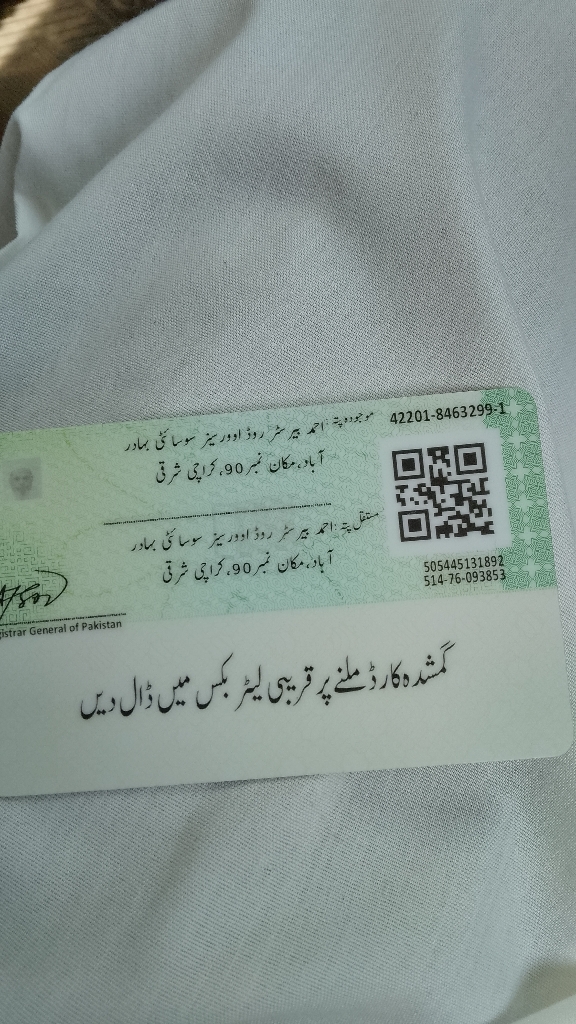 42201-8463299-1
موجودہ پتہ: احمد بیرسٹر روڈ اوورسیز سوسائٹی بہادر
آباد، مکان نمبر 90، کراچی شرقی
مستقل پتہ: احمد بیرسٹر روڈ اوورسیز سوسائٹی بہادر
آباد، مکان نمبر 90، کراچی شرقی
505445131892
514-76-093853
General of Pakistan
گمشدہ کارڈ ملنے پر قریبی لیٹر بکس میں ڈال دیں